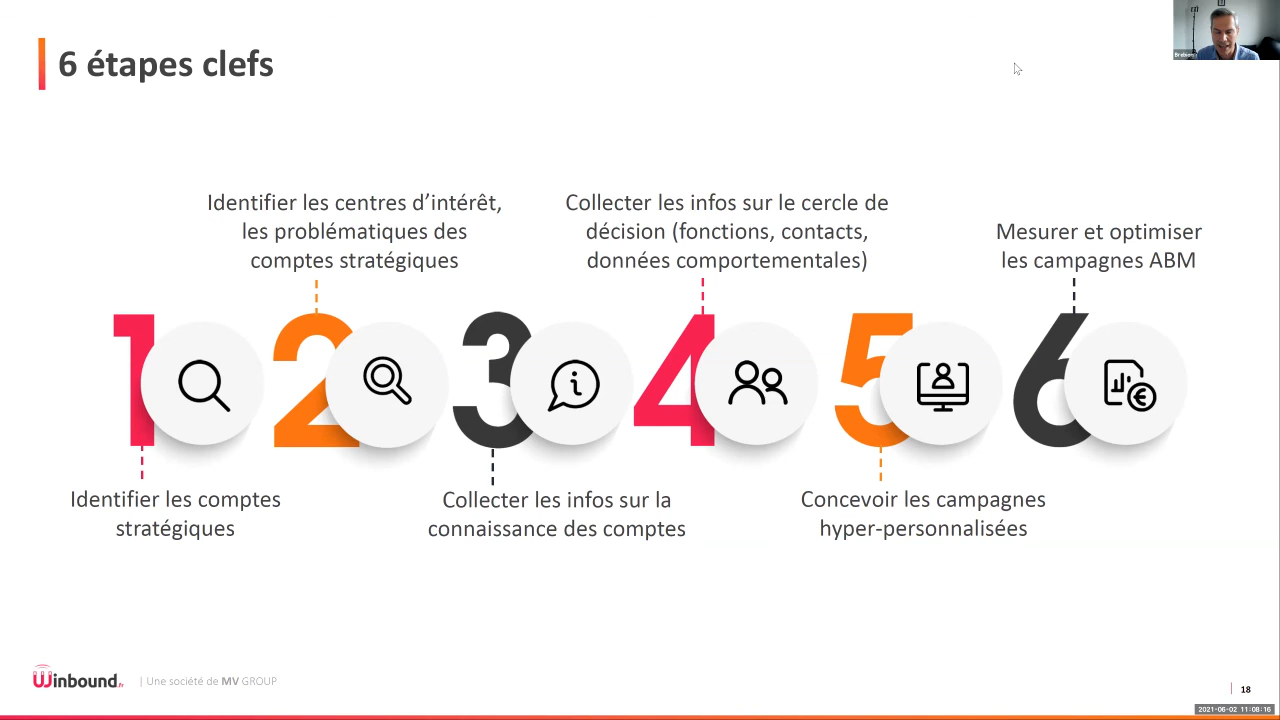 6 étapes clefs
Identifier les centres d’intérêt,
les problématiques des
comptes stratégiques
Collecter les infos sur le cercle de
décision (fonctions, contacts,
données comportementales)
Mesurer et optimiser
les campagnes ABM
1 2 3 4 5 6
Identifier les comptes
stratégiques
Collecter les infos sur la
connaissance des comptes
Concevoir les campagnes
hyper-personnalisées
Winbound.fr | Une société de MV GROUP
| 18
2021-06-02 11:08:16